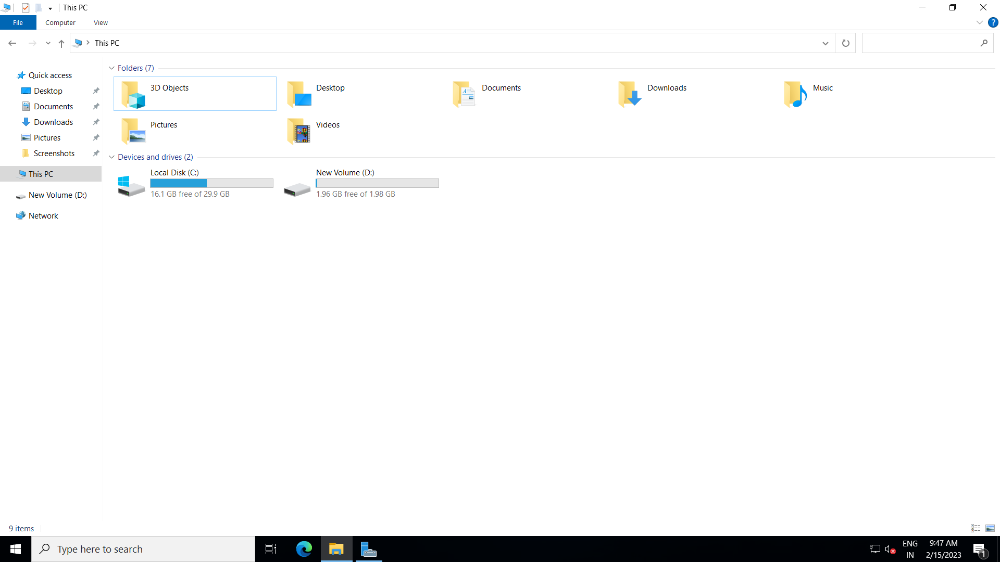 This PC
File
Computer
View
This PC
Quick access
Desktop
Documents
Downloads
Pictures
Screenshots
This PC
New Volume (D:)
Network
Folders (7)
3D Objects
Desktop
Documents
Downloads
Music
Pictures
Videos
Devices and drives (2)
Local Disk (C:)
16.1 GB free of 29.9 GB
New Volume (D:)
1.96 GB free of 1.98 GB
9 items
Type here to search
ENG
IN
9:47 AM
2/15/2023
1